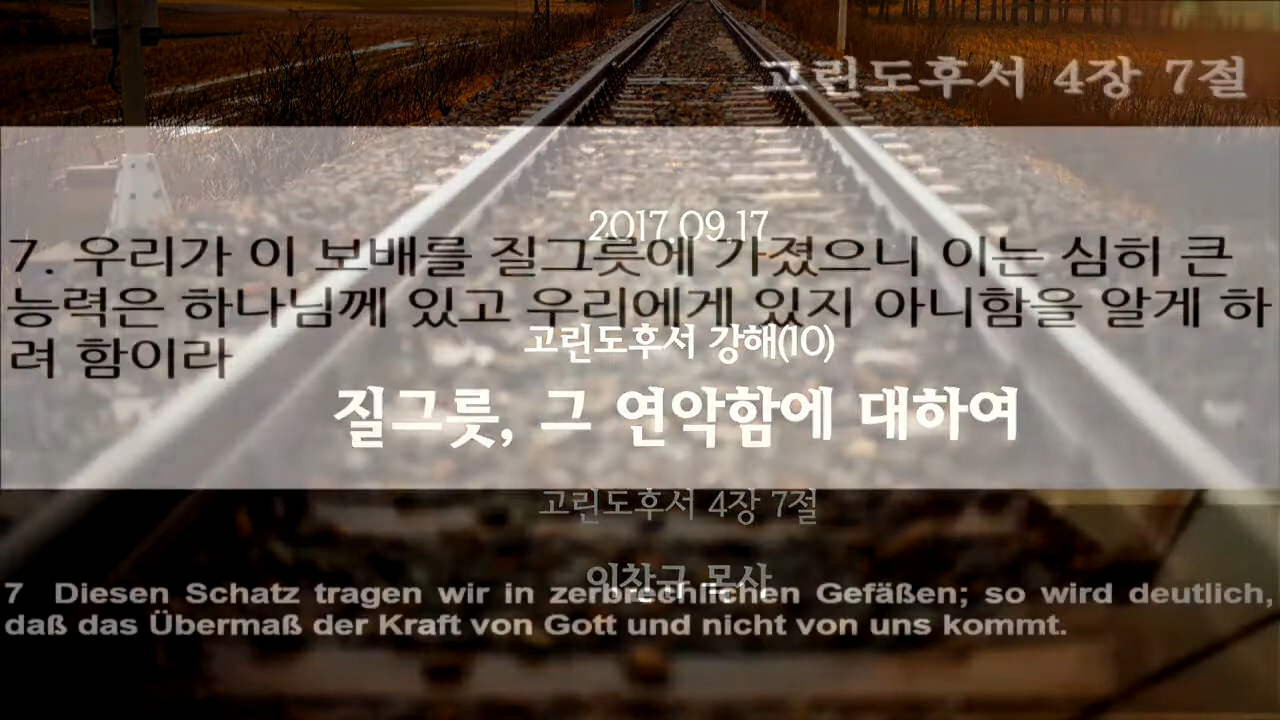 고린도후서 4장 7절
2017 09.17
7. 우리가 이 보배를 질그릇에 가졌으니 이는 심히 큰
능력은 하나님께 있고 우리에게 있지 아니함을 알게 하
려 함이라
고린도후서 강해(10)
질그릇, 그 연약함에 대하여
고린도후서 4장 7절
이창규 목사
7 Diesen Schatz tragen wir in zerbrechlichen Gefäßen; so wird deutlich,
daß das Übermaß der Kraft von Gott und nicht von uns kommt.